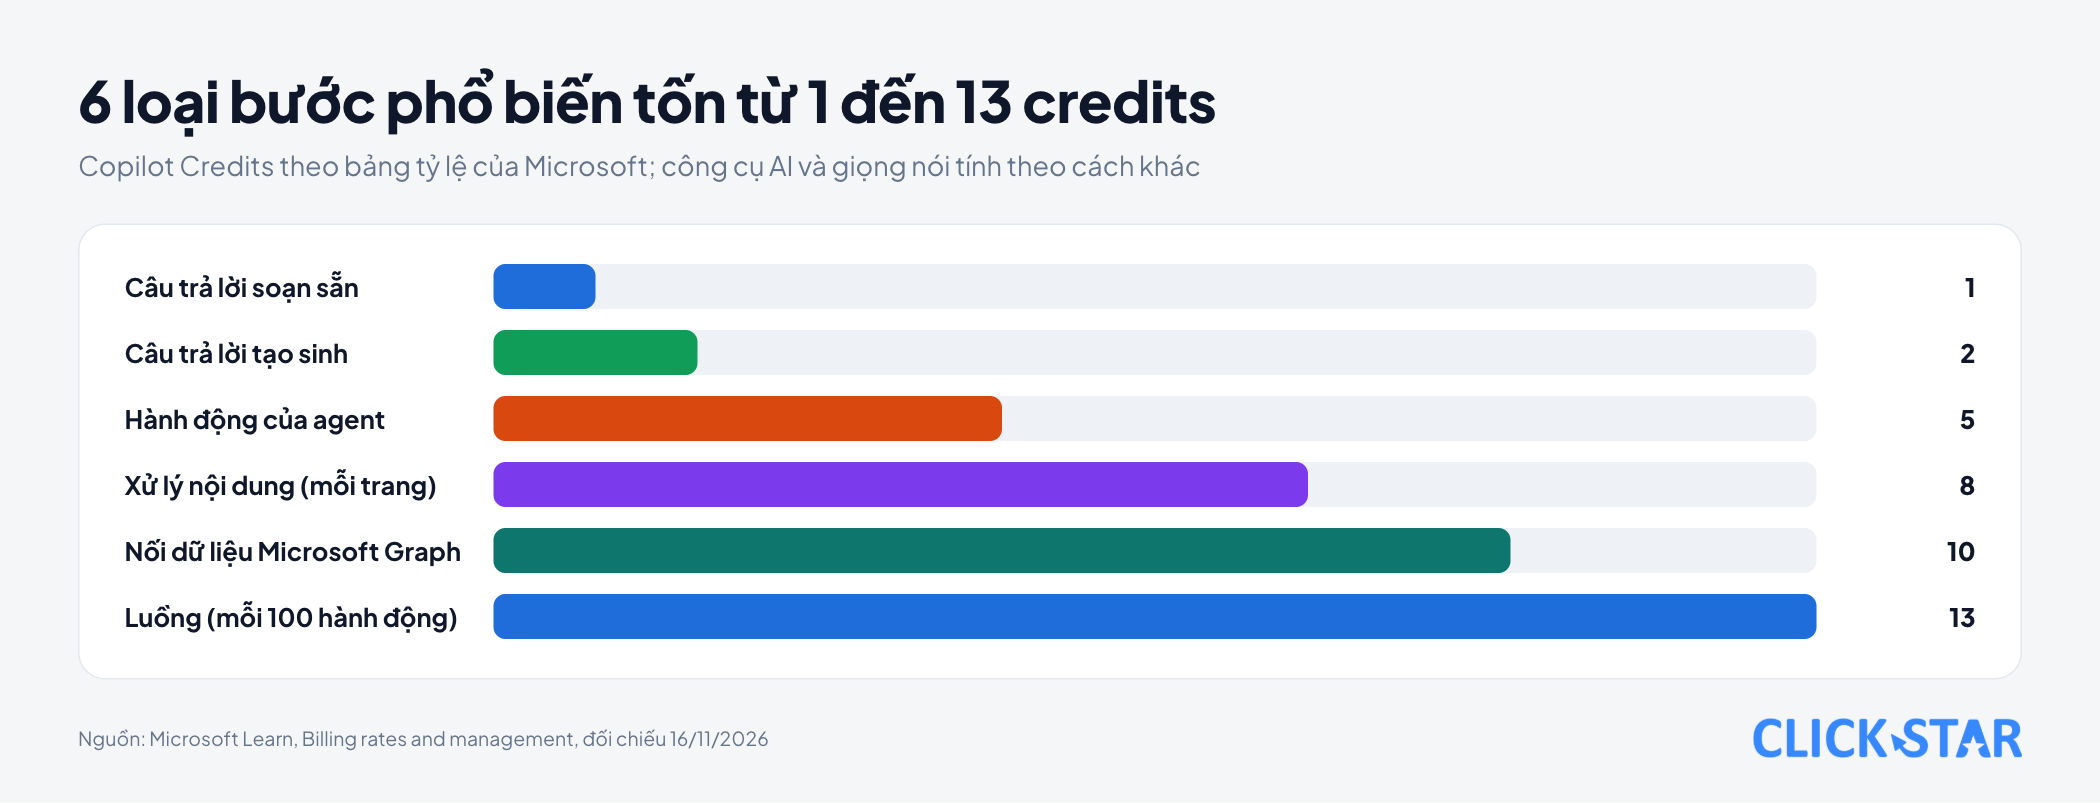 6 loại bước phổ biến tốn từ 1 đến 13 credits
Copilot Credits theo bảng tỷ lệ của Microsoft; công cụ AI và giọng nói tính theo cách khác
Câu trả lời soạn sẵn 1
Câu trả lời tạo sinh 2
Hành động của agent 5
Xử lý nội dung (mỗi trang) 8
Nối dữ liệu Microsoft Graph 10
Luồng (mỗi 100 hành động) 13
Nguồn: Microsoft Learn, Billing rates and management, đối chiếu 16/11/2026
CLICK STAR